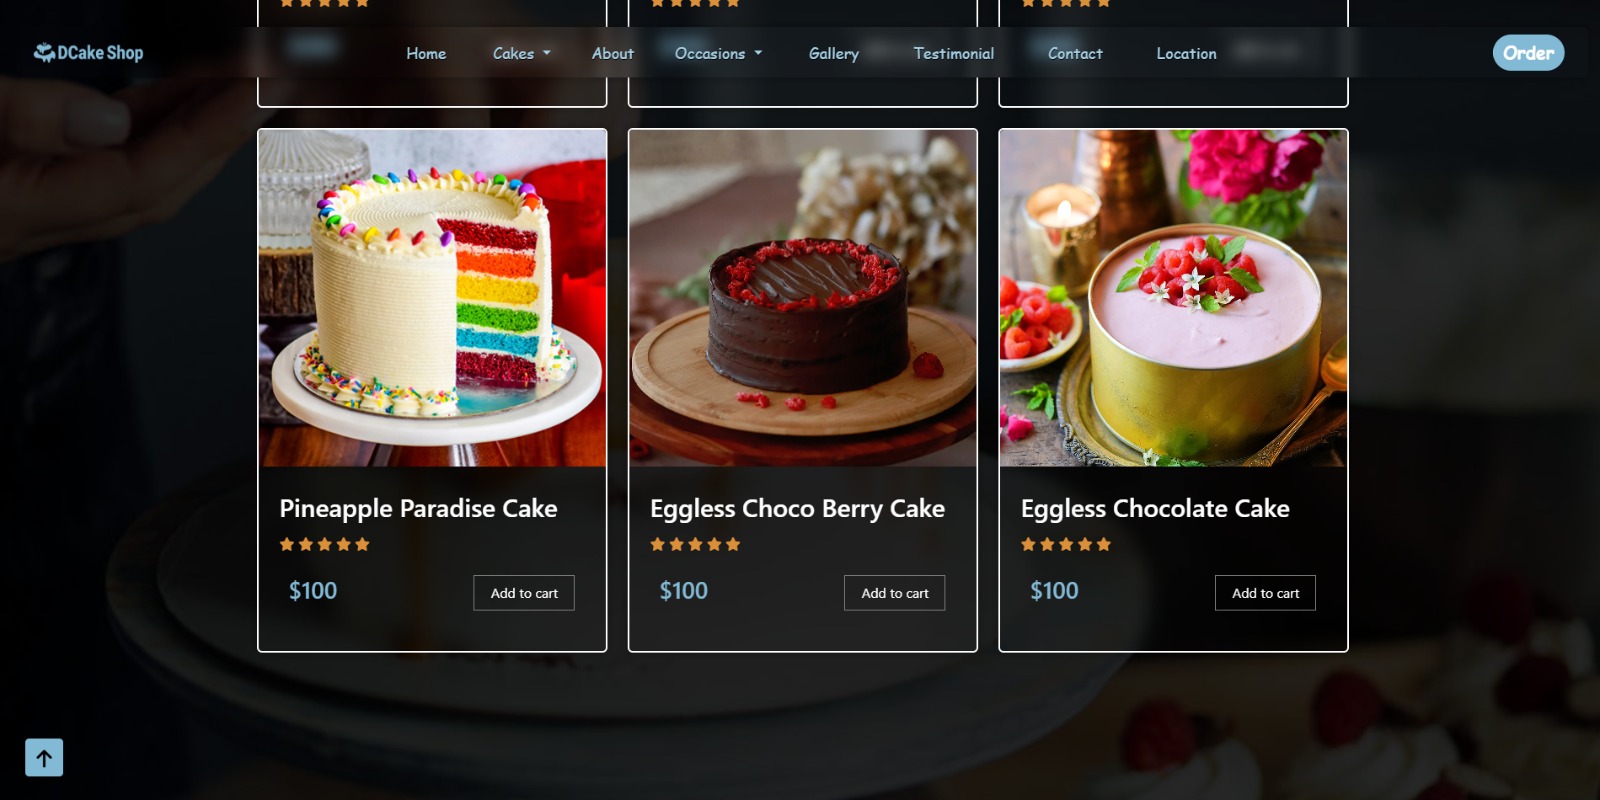 DCake Shop
Home
Cakes
About
Occasions
Gallery
Testimonial
Contact
Location
Order
Pineapple Paradise Cake
$100
Add to cart
Eggless Choco Berry Cake
$100
Add to cart
Eggless Chocolate Cake
$100
Add to cart